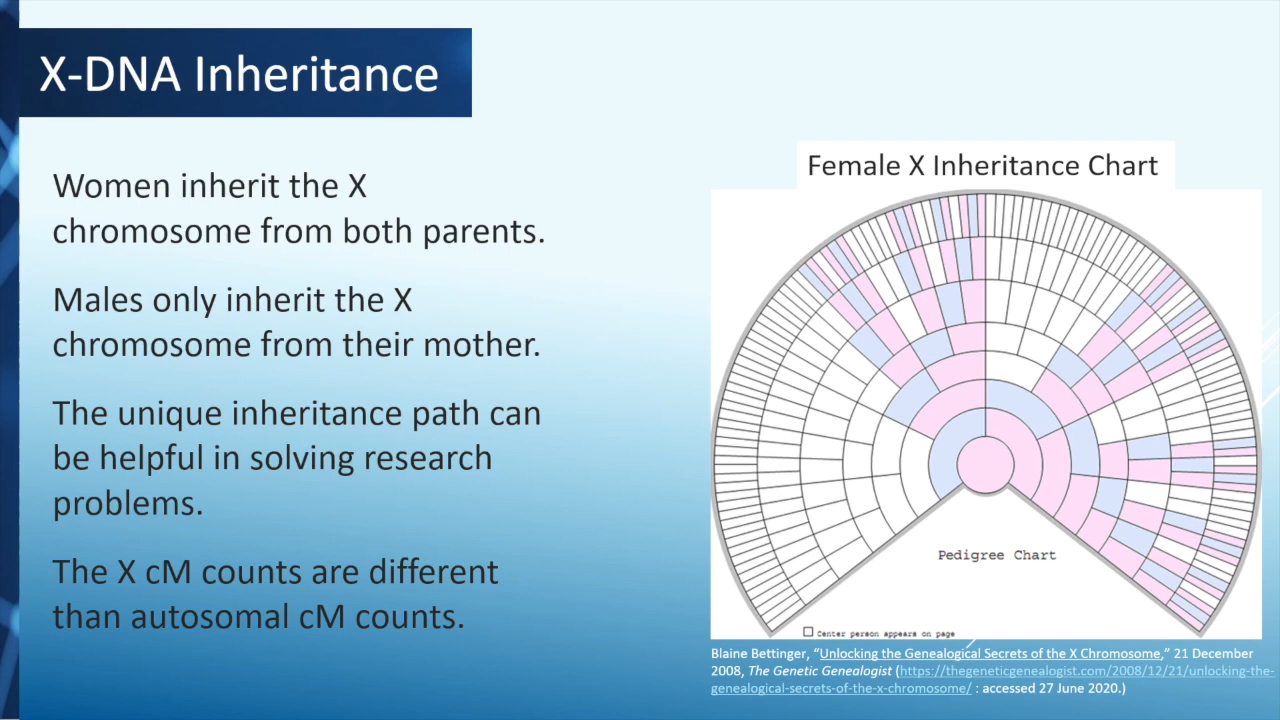 X-DNA Inheritance
Women inherit the X
chromosome from both parents.
Males only inherit the X
chromosome from their mother.
The unique inheritance path can
be helpful in solving research
problems.
The X cM counts are different
than autosomal cM counts.
Female X Inheritance Chart
Pedigree Chart
Center person appears on page
Blaine Bettinger, “Unlocking the Genealogical Secrets of the X Chromosome,” 21 December
2008, The Genetic Genealogist (https://thegeneticgenealogist.com/2008/12/21/unlocking-the-
genealogical-secrets-of-the-x-chromosome/ : accessed 27 June 2020.)